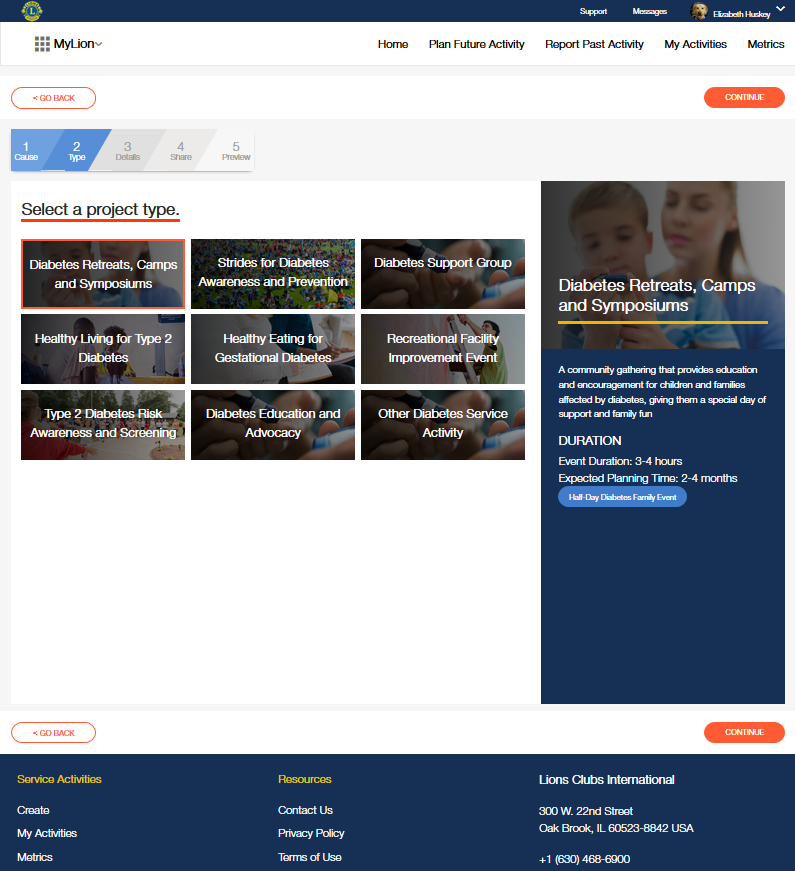 L
Support
Messages
Elizabeth Huskey
MyLion
Home
Plan Future Activity
Report Past Activity
My Activities
Metrics
< GO BACK
CONTINUE
1
Cause
2
Type
3
Details
4
Share
5
Preview
Select a project type.
Diabetes Retreats, Camps
and Symposiums
Strides for Diabetes
Awareness and Prevention
Diabetes Support Group
Healthy Living for Type 2
Diabetes
Healthy Eating for
Gestational Diabetes
Recreational Facility
Improvement Event
Type 2 Diabetes Risk
Awareness and Screening
Diabetes Education and
Advocacy
Other Diabetes Service
Activity
Diabetes Retreats, Camps
and Symposiums
A community gathering that provides education
and encouragement for children and families
affected by diabetes, giving them a special day of
support and family fun
DURATION
Event Duration: 3-4 hours
Expected Planning Time: 2-4 months
Half-Day Diabetes Family Event
< GO BACK
CONTINUE
Service Activities
Create
My Activities
Metrics
Resources
Contact Us
Privacy Policy
Terms of Use
Lions Clubs International
300 W. 22nd Street
Oak Brook, IL 60523-8842 USA
+1 (630) 468-6900